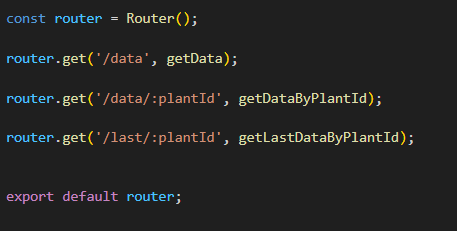 const router = Router();
router.get('/data', getData);
router.get('/data/:plantId', getDataByPlantId);
router.get('/last/:plantId', getLastDataByPlantId);
export default router;